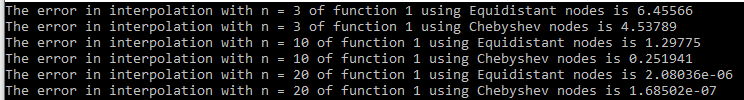 The error in interpolation with n = 3 of function 1 using Equidistant nodes is 6.45566
The error in interpolation with n = 3 of function 1 using Chebyshev nodes is 4.53789
The error in interpolation with n = 10 of function 1 using Equidistant nodes is 1.29775
The error in interpolation with n = 10 of function 1 using Chebyshev nodes is 0.251941
The error in interpolation with n = 20 of function 1 using Equidistant nodes is 2.08036e-06
The error in interpolation with n = 20 of function 1 using Chebyshev nodes is 1.68502e-07